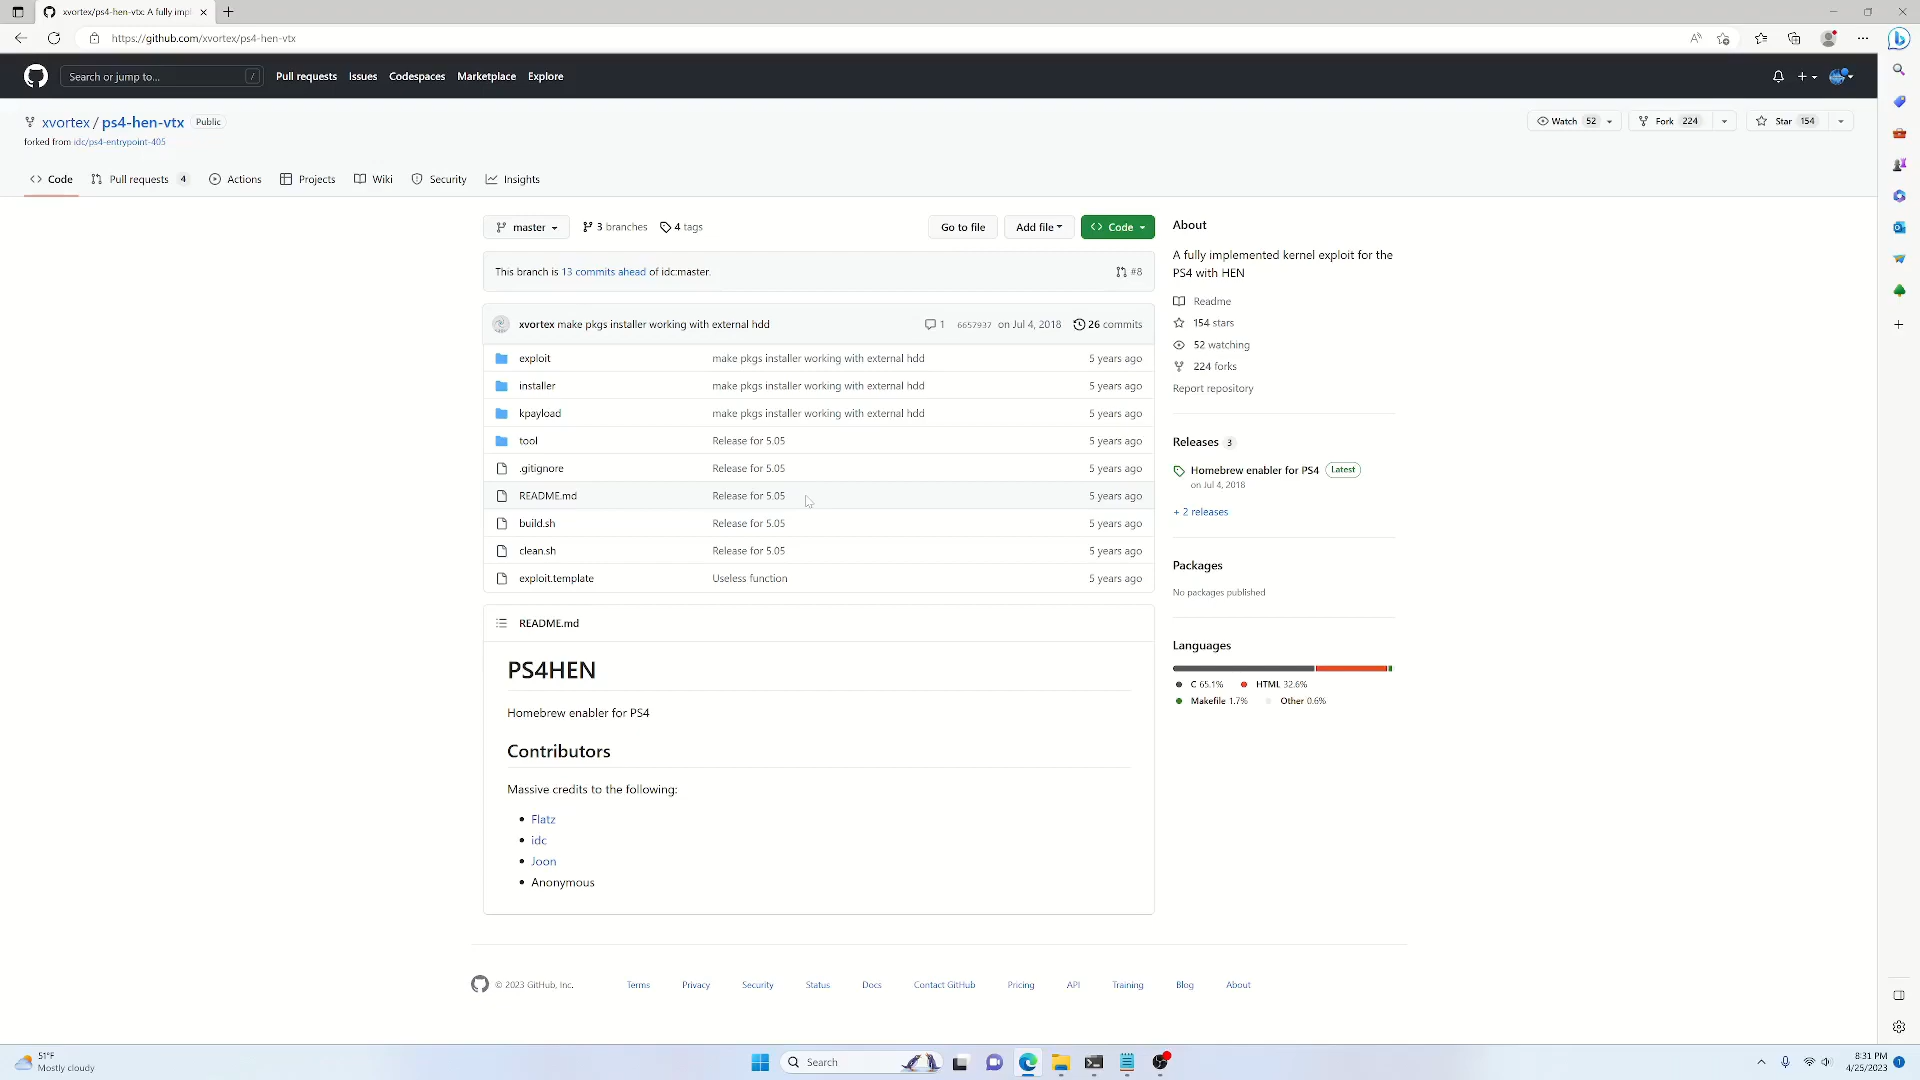 xvortex/ps4-hen-vtx: A fully impl
https://github.com/xvortex/ps4-hen-vtx
Search or jump to... /
Pull requests Issues Codespaces Marketplace Explore
xvortex / ps4-hen-vtx Public
forked from idc/ps4-entrypoint-405
Watch 52 Fork 224 Star 154
Code Pull requests 4 Actions Projects Wiki Security Insights
master 3 branches 4 tags Go to file Add file Code
This branch is 13 commits ahead of idc:master. #8
xvortex make pkgs installer working with external hdd 1 6657937 on Jul 4, 2018 26 commits
exploit make pkgs installer working with external hdd 5 years ago
installer make pkgs installer working with external hdd 5 years ago
kpayload make pkgs installer working with external hdd 5 years ago
tool Release for 5.05 5 years ago
.gitignore Release for 5.05 5 years ago
README.md Release for 5.05 5 years ago
build.sh Release for 5.05 5 years ago
clean.sh Release for 5.05 5 years ago
exploit.template Useless function 5 years ago
README.md
PS4HEN
Homebrew enabler for PS4
Contributors
Massive credits to the following:
Flatz
idc
Joon
Anonymous
About
A fully implemented kernel exploit for the
PS4 with HEN
Readme
154 stars
52 watching
224 forks
Report repository
Releases 3
Homebrew enabler for PS4 Latest
on Jul 4, 2018
+ 2 releases
Packages
No packages published
Languages
C 65.1% HTML 32.6%
Makefile 1.7% Other 0.6%
© 2023 GitHub, Inc. Terms Privacy Security Status Docs Contact GitHub Pricing API Training Blog About
51°F
Mostly cloudy
Search
8:31 PM
4/25/2023
1